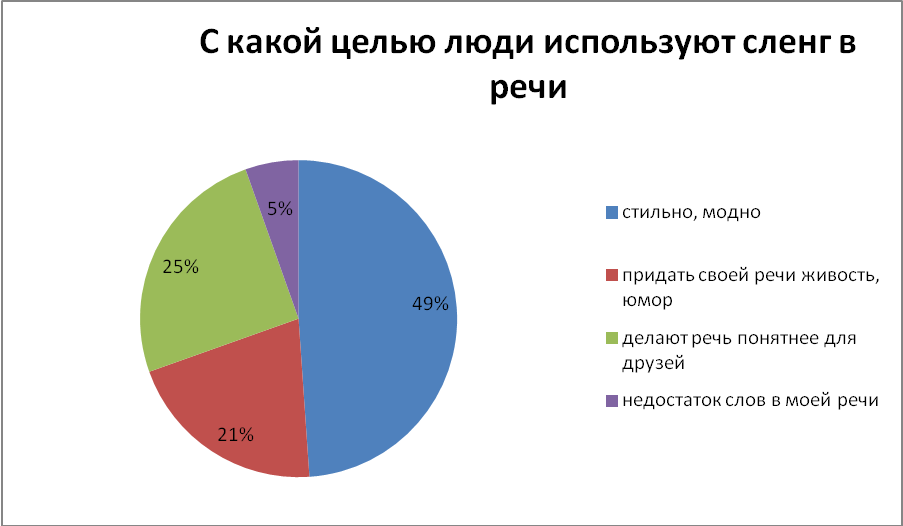 С какой целью люди используют сленг в
речи
5%
25%
49%
21%
стильно, модно
придать своей речи живость,
юмор
делают речь понятнее для
друзей
недостаток слов в моей речи